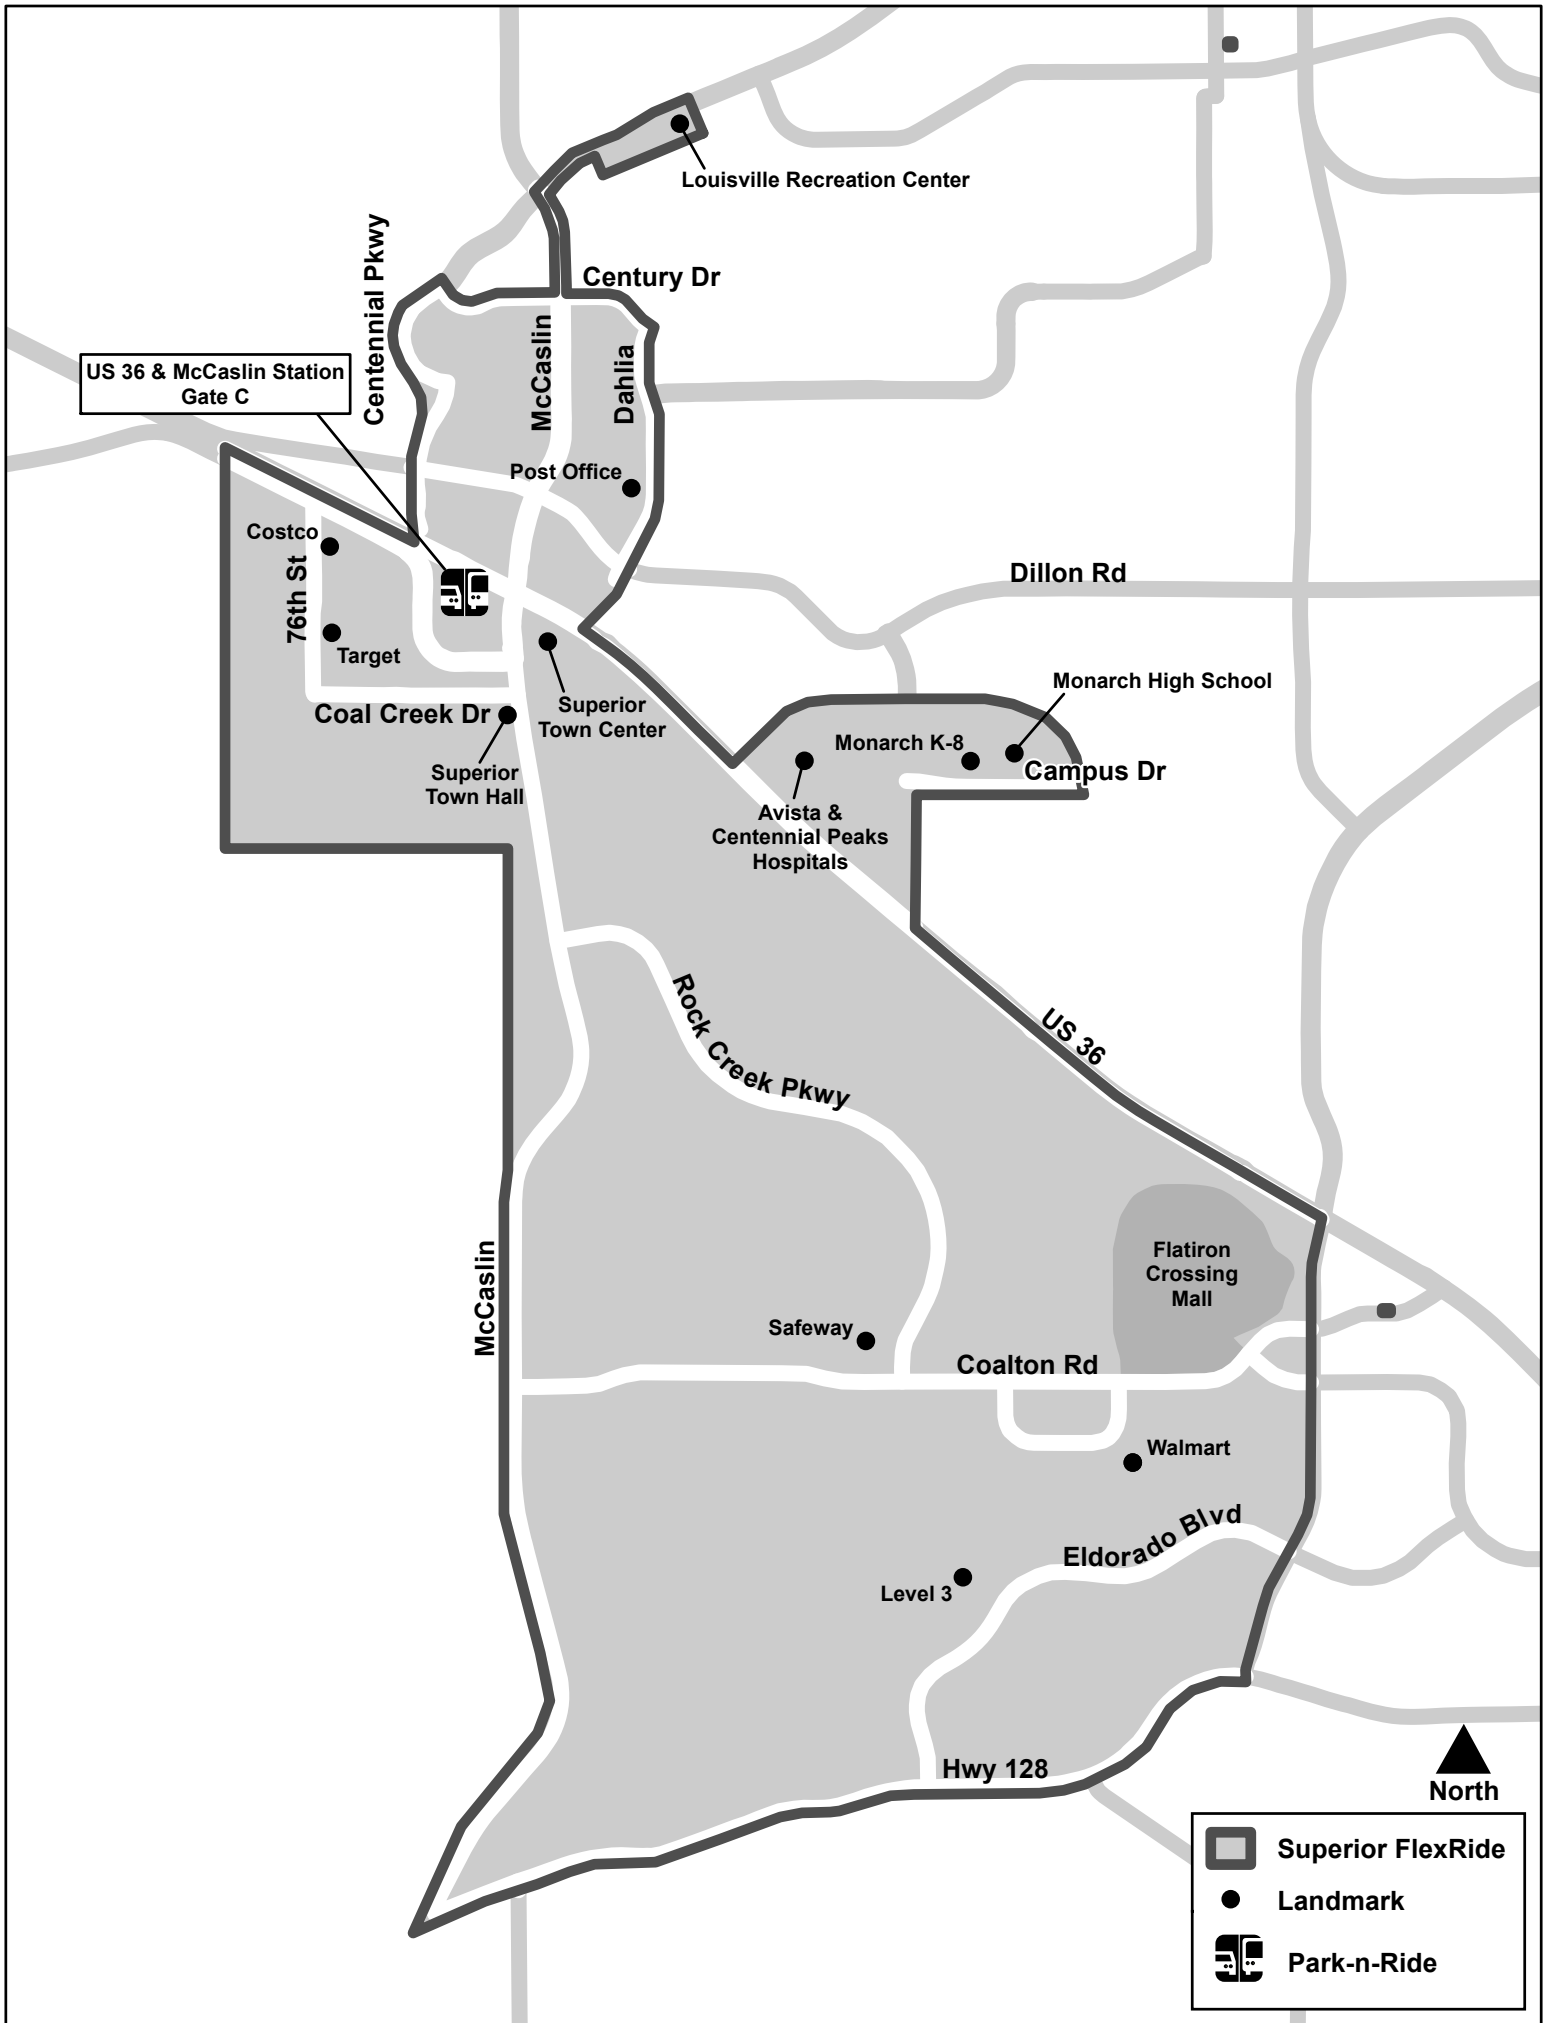 Louisville Recreation Center
Centennial Pkwy
Century Dr
McCaslin
Dahlia
US 36 & McCaslin Station
Gate C
Post Office
Costco
76th St
Target
Dillon Rd
Monarch High School
Superior
Town Center
Coal Creek Dr
Monarch K-8
Campus Dr
Superior
Town Hall
Avista &
Centennial Peaks
Hospitals
Rock Creek Pkwy
US 36
McCaslin
Flatiron
Crossing
Mall
Safeway
Coalton Rd
Walmart
Eldorado Blvd
Level 3
Hwy 128
North
Superior FlexRide
Landmark
Park-n-Ride